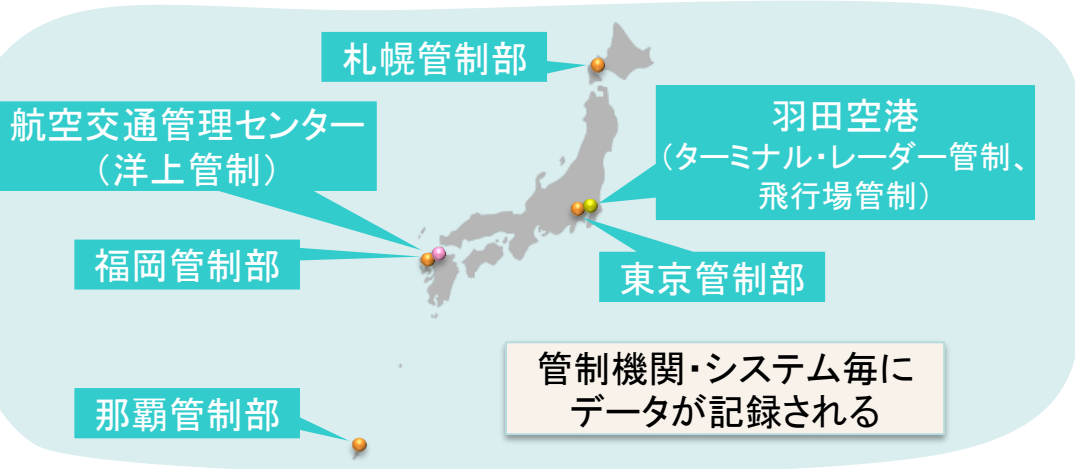 札幌管制部
航空交通管理センター
（洋上管制）
羽田空港
（ターミナル・レーダー管制、
飛行場管制）
福岡管制部
東京管制部
管制機関・システム毎に
データが記録される
那覇管制部